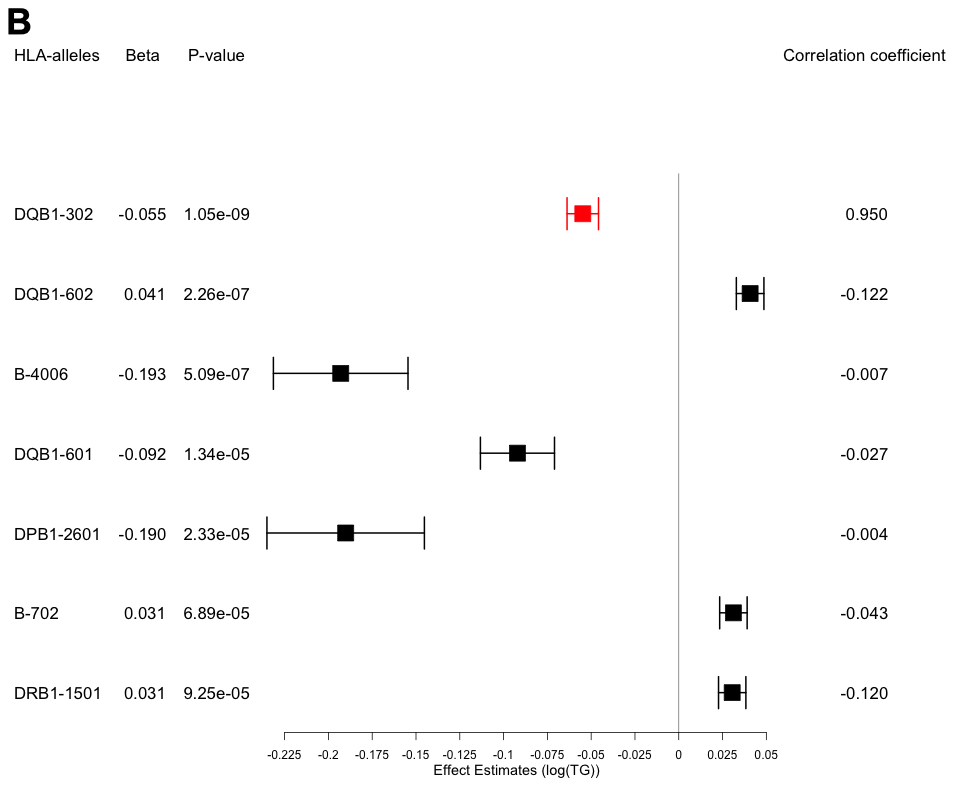 B
HLA-alleles Beta P-value Correlation coefficient
DQB1-302 -0.055 1.05e-09 0.950
DQB1-602 0.041 2.26e-07 -0.122
B-4006 -0.193 5.09e-07 -0.007
DQB1-601 -0.092 1.34e-05 -0.027
DPB1-2601 -0.190 2.33e-05 -0.004
B-702 0.031 6.89e-05 -0.043
DRB1-1501 0.031 9.25e-05 -0.120
-0.225 -0.2 -0.175 -0.15 -0.125 -0.1 -0.075 -0.05 -0.025 0 0.025 0.05
Effect Estimates (log(TG))